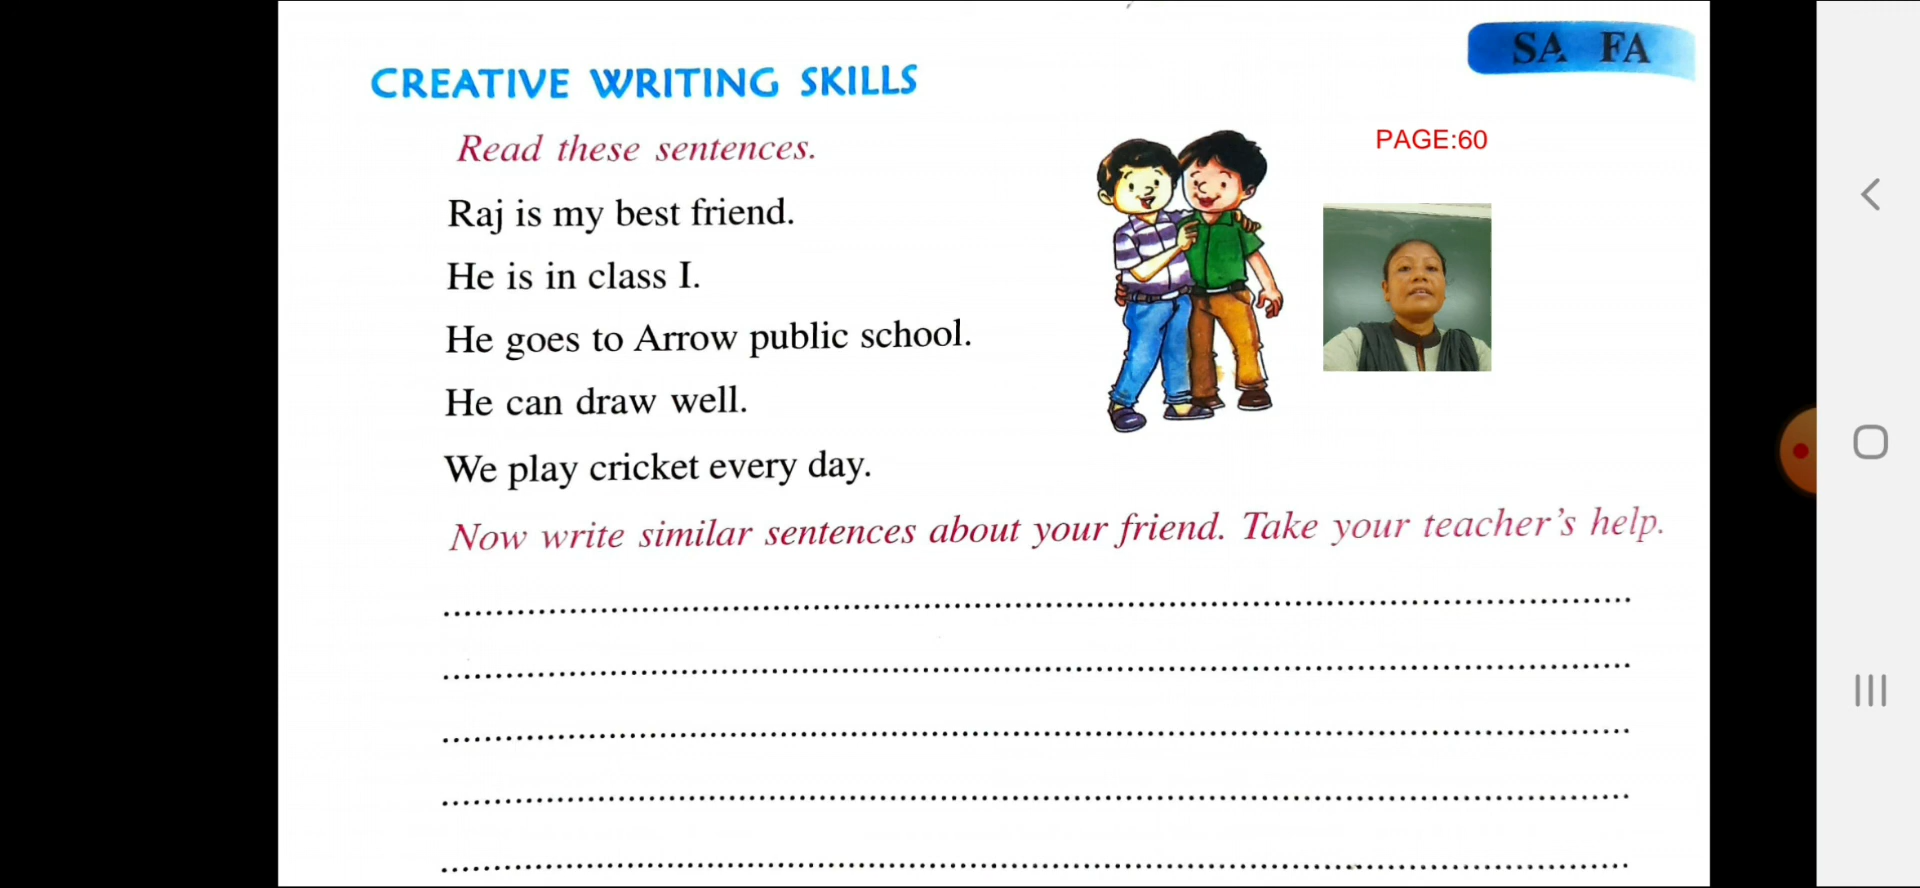 SA FA
CREATIVE WRITING SKILLS
PAGE:60
Read these sentences.
Raj is my best friend.
He is in class I.
He goes to Arrow public school.
He can draw well.
We play cricket every day.
Now write similar sentences about your friend. Take your teacher's help.